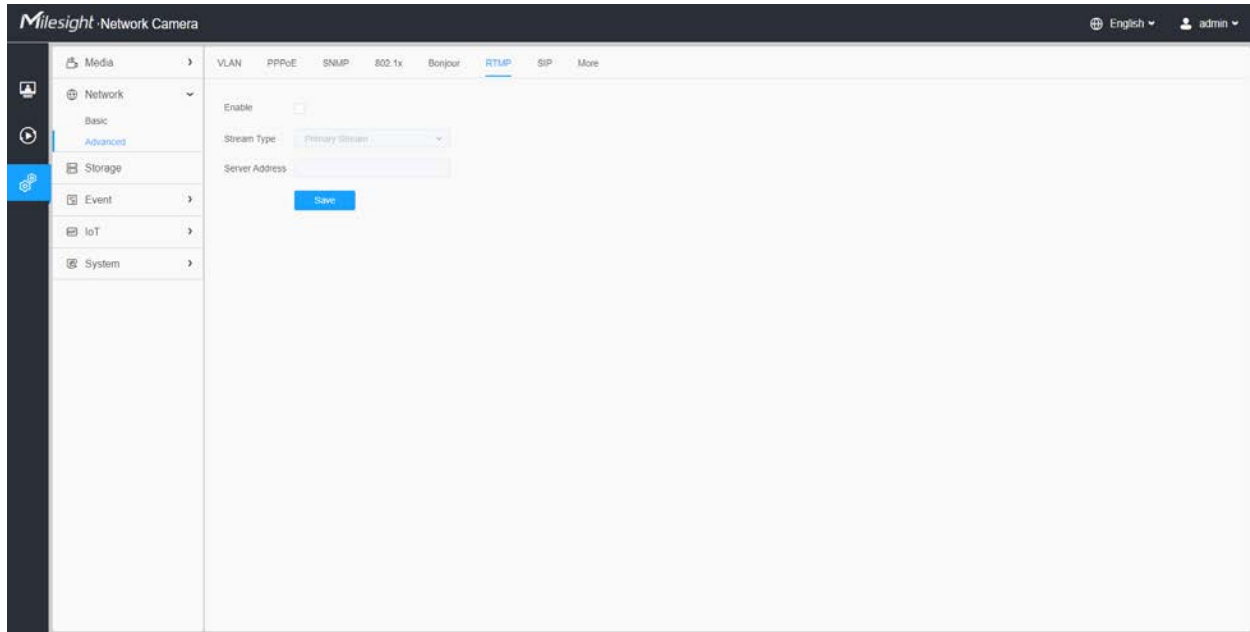 Milesight ·Network Camera
English
admin
Media
VLAN PPPoE SNMP 802.1x Bonjour RTMP SIP More
Network
Enable
Basic
Advanced
Stream Type Primary Stream
Storage
Server Address
Event
Save
IoT
System